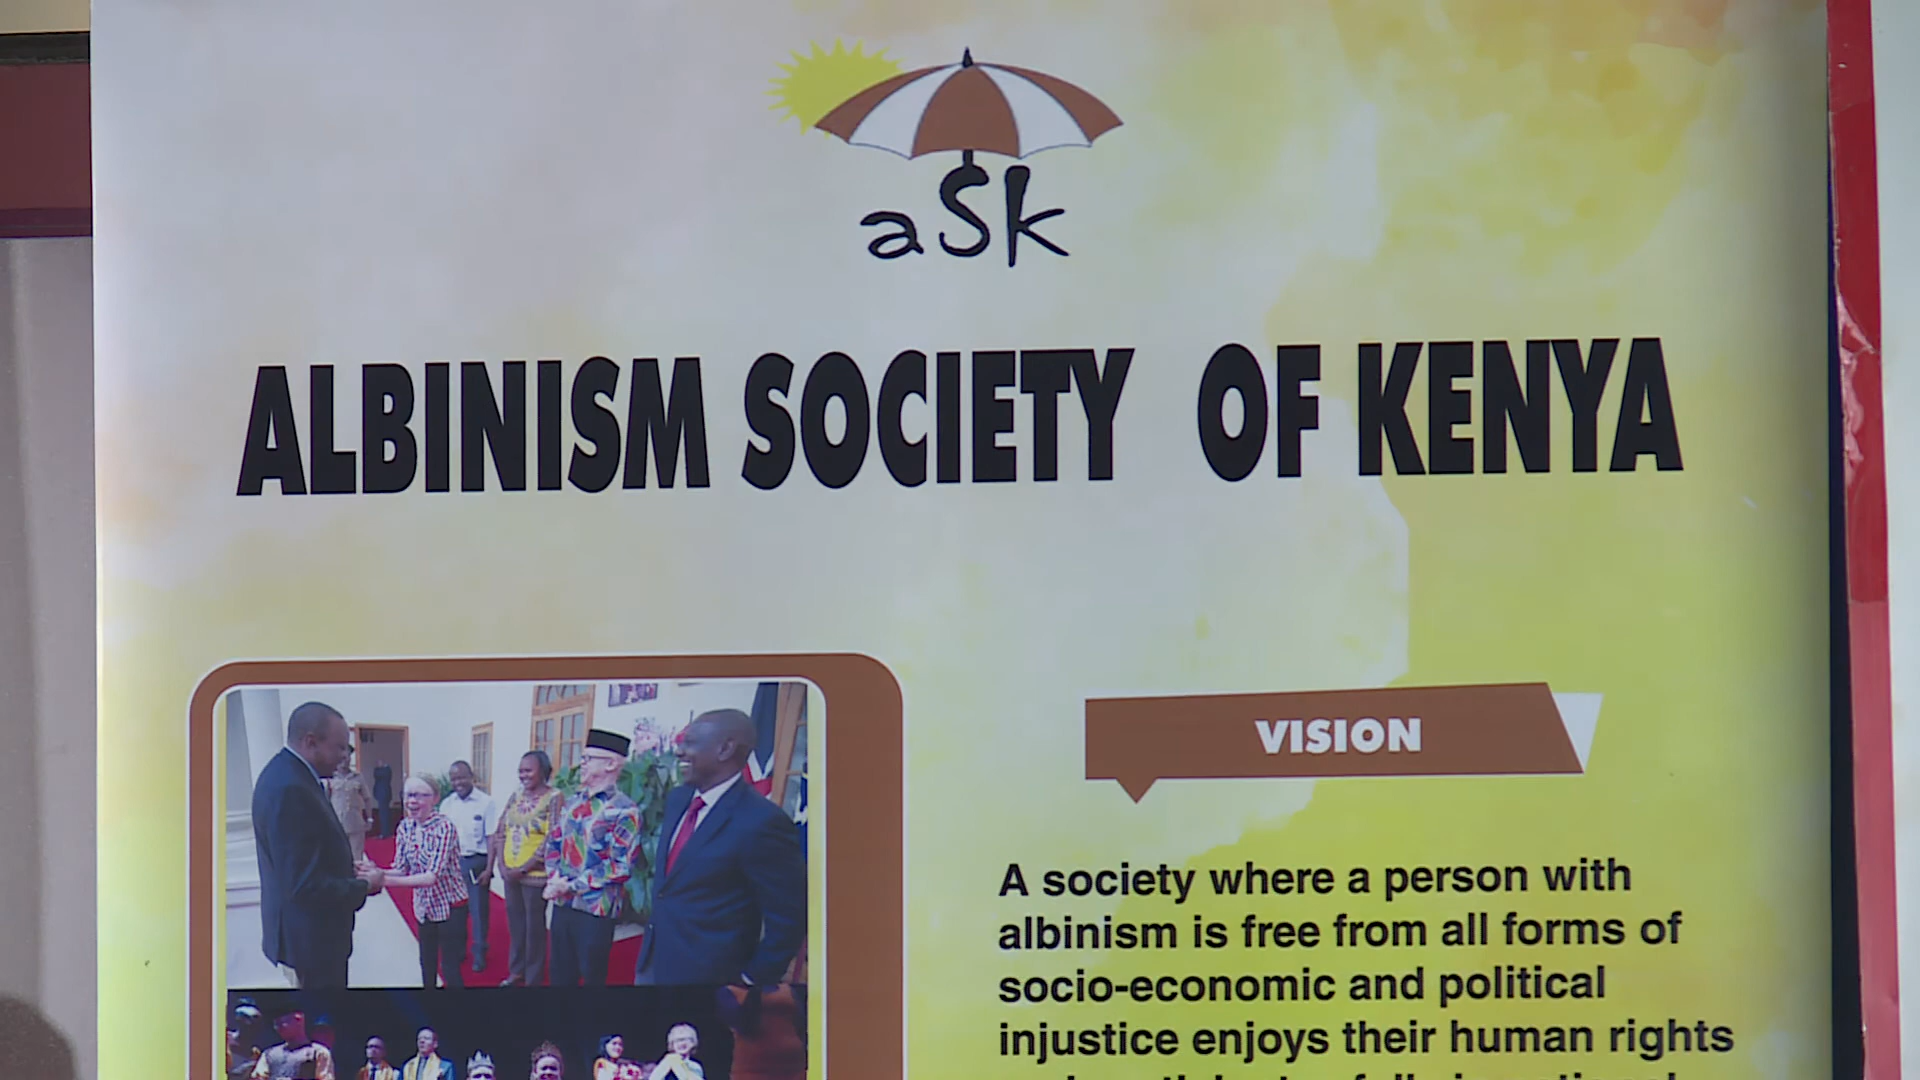 aSk
ALBINISM SOCIETY OF KENYA
VISION
A society where a person with
albinism is free from all forms of
socio-economic and political
injustice enjoys their human rights